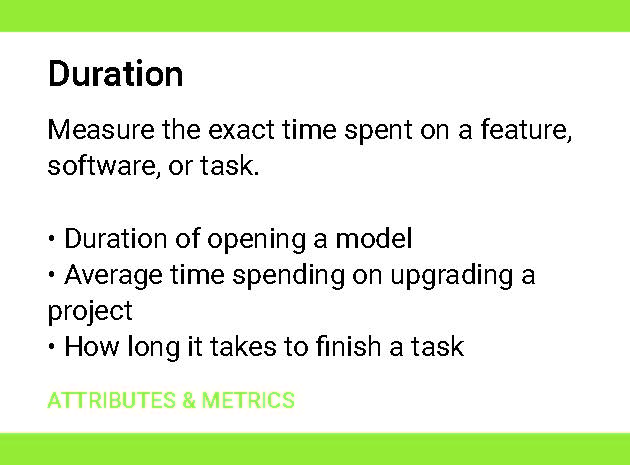 Duration
Measure the exact time spent on a feature,
software, or task.
• Duration of opening a model
• Average time spending on upgrading a
project
• How long it takes to finish a task
ATTRIBUTES & METRICS